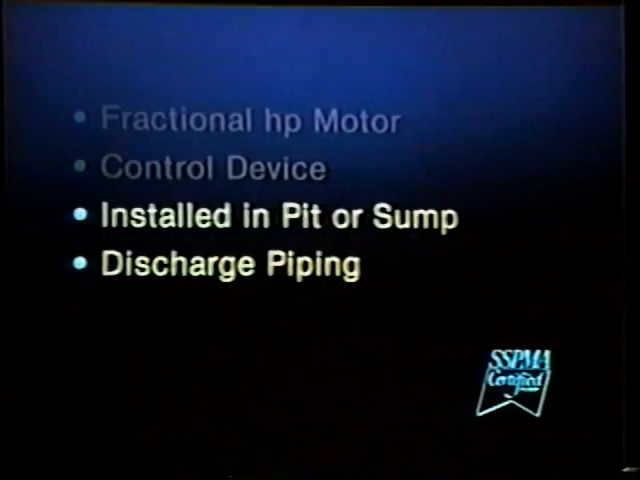 • Fractional hp Motor
• Control Device
• Installed in Pit or Sump
• Discharge Piping
SSPMA
Certified